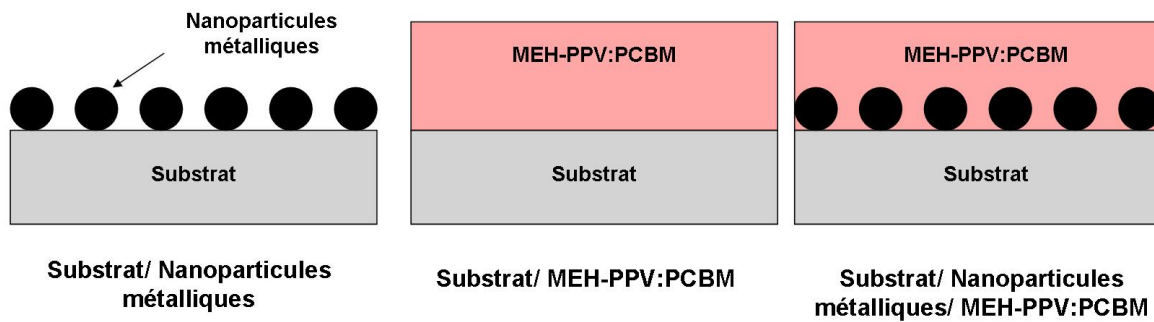 Nanoparticules
métalliques
Substrat
Substrat/ Nanoparticules
métalliques
MEH-PPV:PCBM
Substrat
Substrat/ MEH-PPV:PCBM
MEH-PPV:PCBM
Substrat
Substrat/ Nanoparticules
métalliques/ MEH-PPV:PCBM